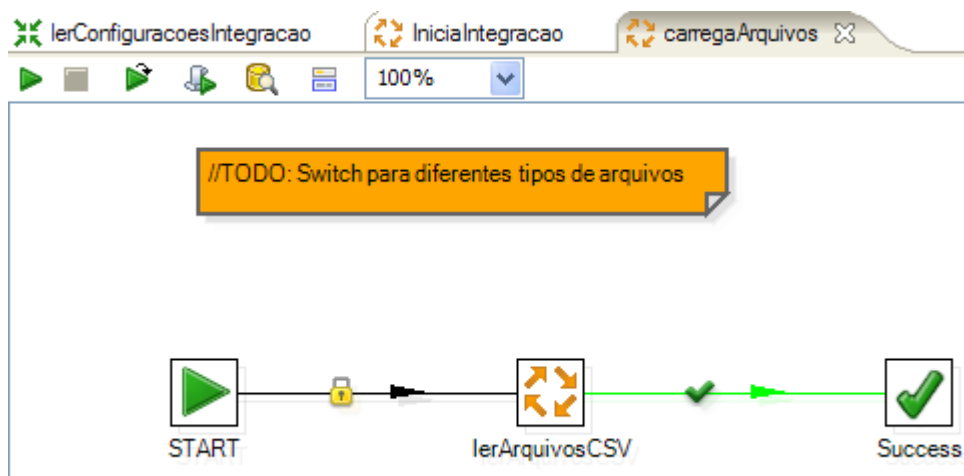 lerConfiguracoesIntegracao IniciaIntegracao carregaArquivos
100%
//TODO: Switch para diferentes tipos de arquivos
START lerArquivosCSV Success